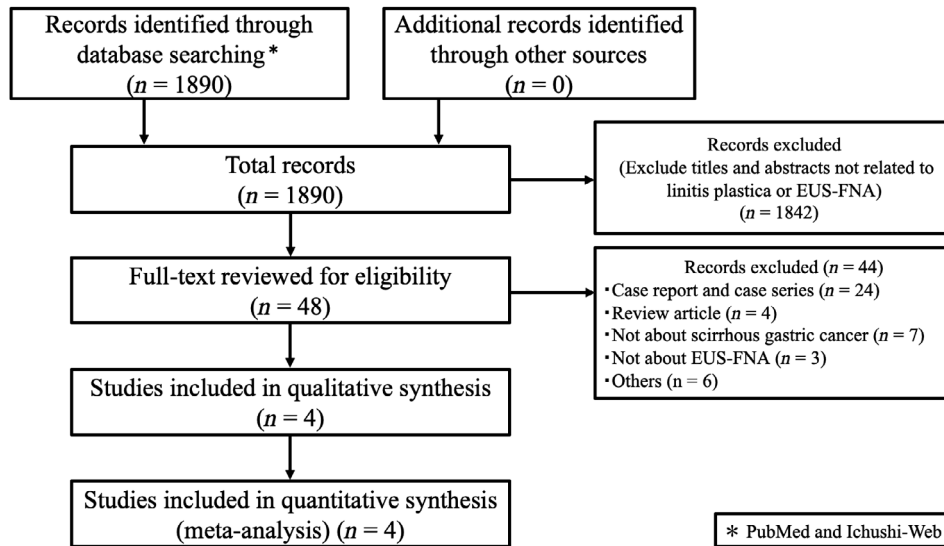 Records identified through
database searching*
(n = 1890)
Additional records identified
through other sources
(n = 0)
Total records
(n = 1890)
Records excluded
(Exclude titles and abstracts not related to
linitis plastica or EUS-FNA)
(n = 1842)
Full-text reviewed for eligibility
(n = 48)
Records excluded (n = 44)
・Case report and case series (n = 24)
・Review article (n = 4)
・Not about scirrhous gastric cancer (n = 7)
・Not about EUS-FNA (n = 3)
・Others (n = 6)
Studies included in qualitative synthesis
(n = 4)
Studies included in quantitative synthesis
(meta-analysis) (n = 4)
* PubMed and Ichushi-Web